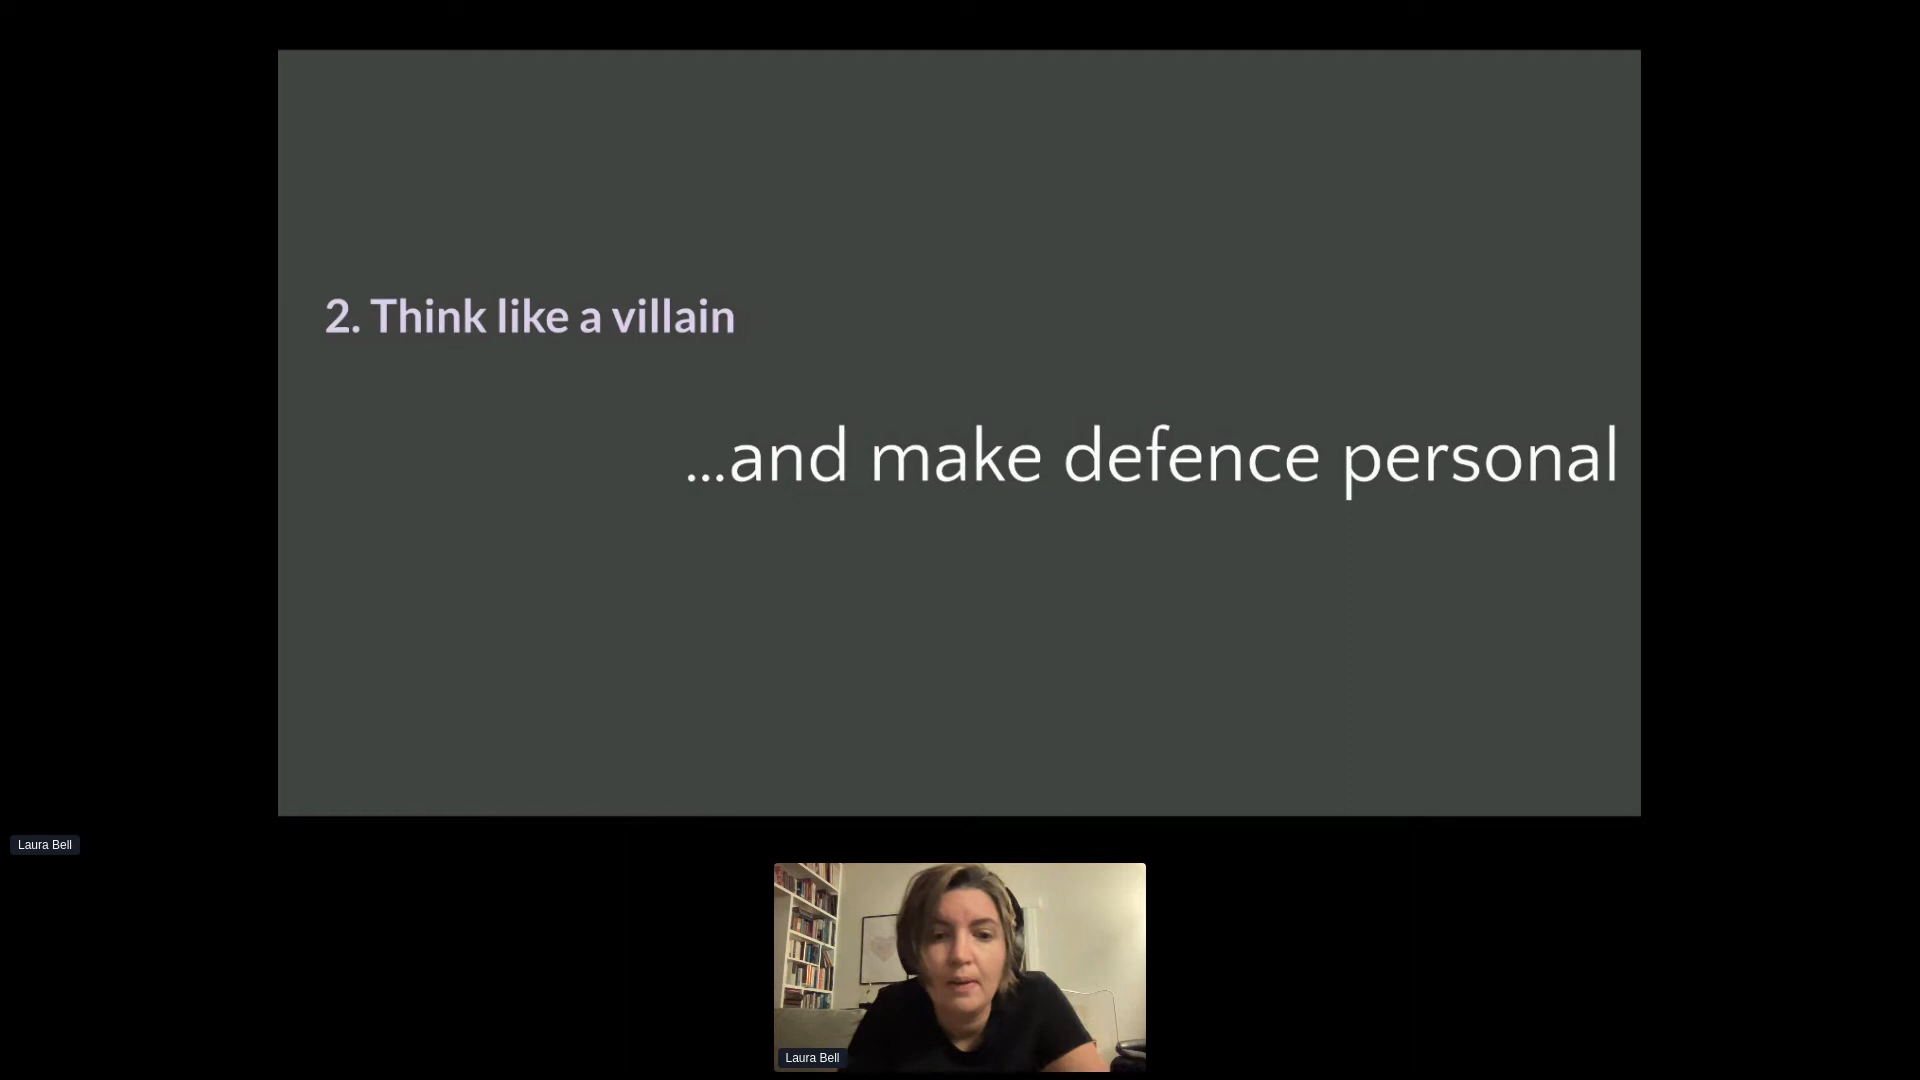 2. Think like a villain
...and make defence personal
Laura Bell
Laura Bell